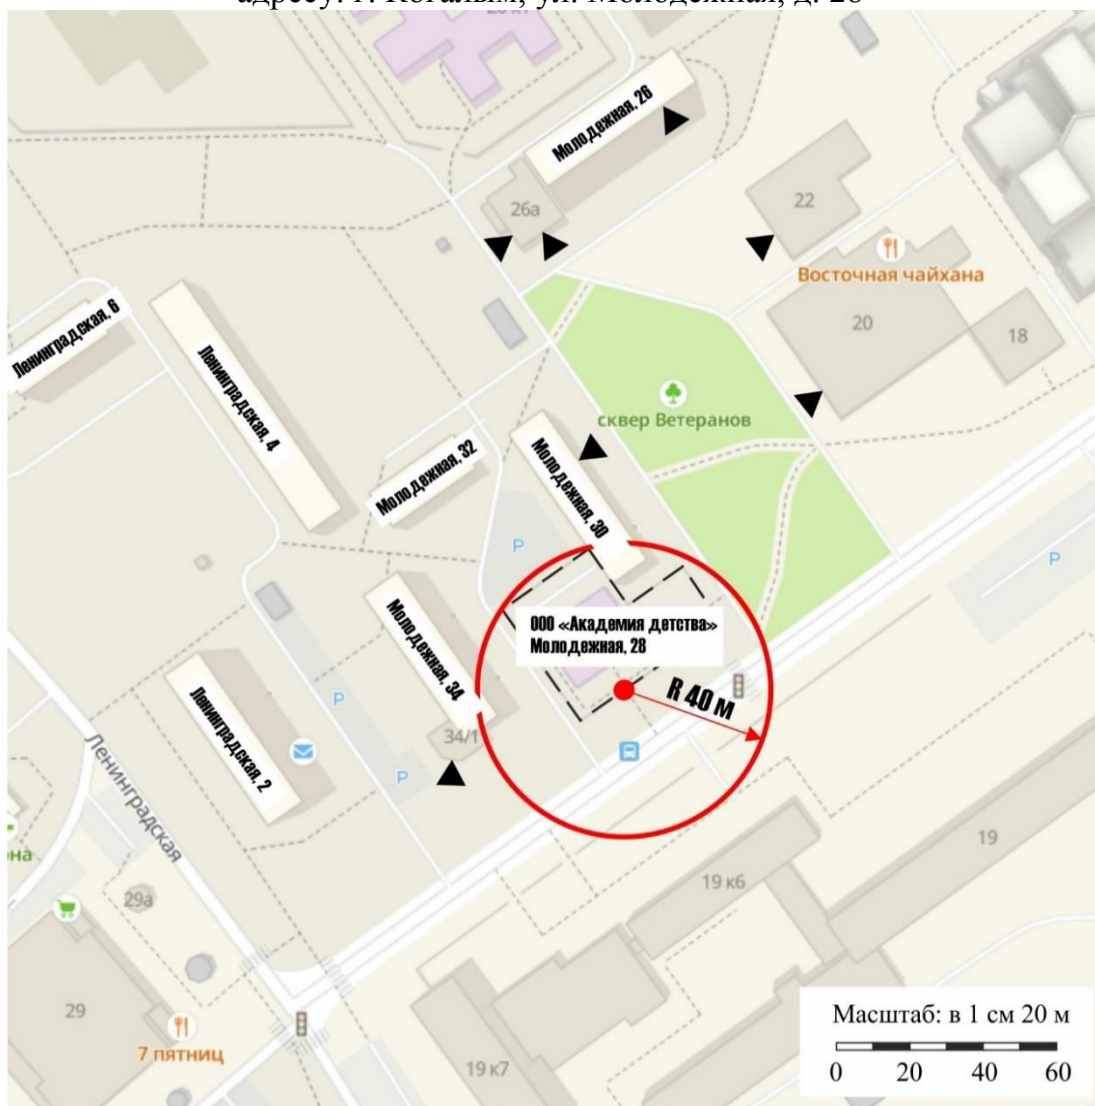 адресу: г. Когалым, ул. Молодежная, д. 28
Молодежная, 26
26а
22
Восточная чайхана
20
18
Ленинградская, 6
Ленинградская, 4
сквер Ветеранов
Молодежная, 32
Молодежная, 30
P
P
ООО «Академия детства»
Молодежная, 28
Молодежная, 34
R 40 м
Ленинградская, 2
P
34/1
P
Ленинградская
на
29а
19
19 к6
29
7 пятниц
19 к7
Масштаб: в 1 см 20 м
0 20 40 60